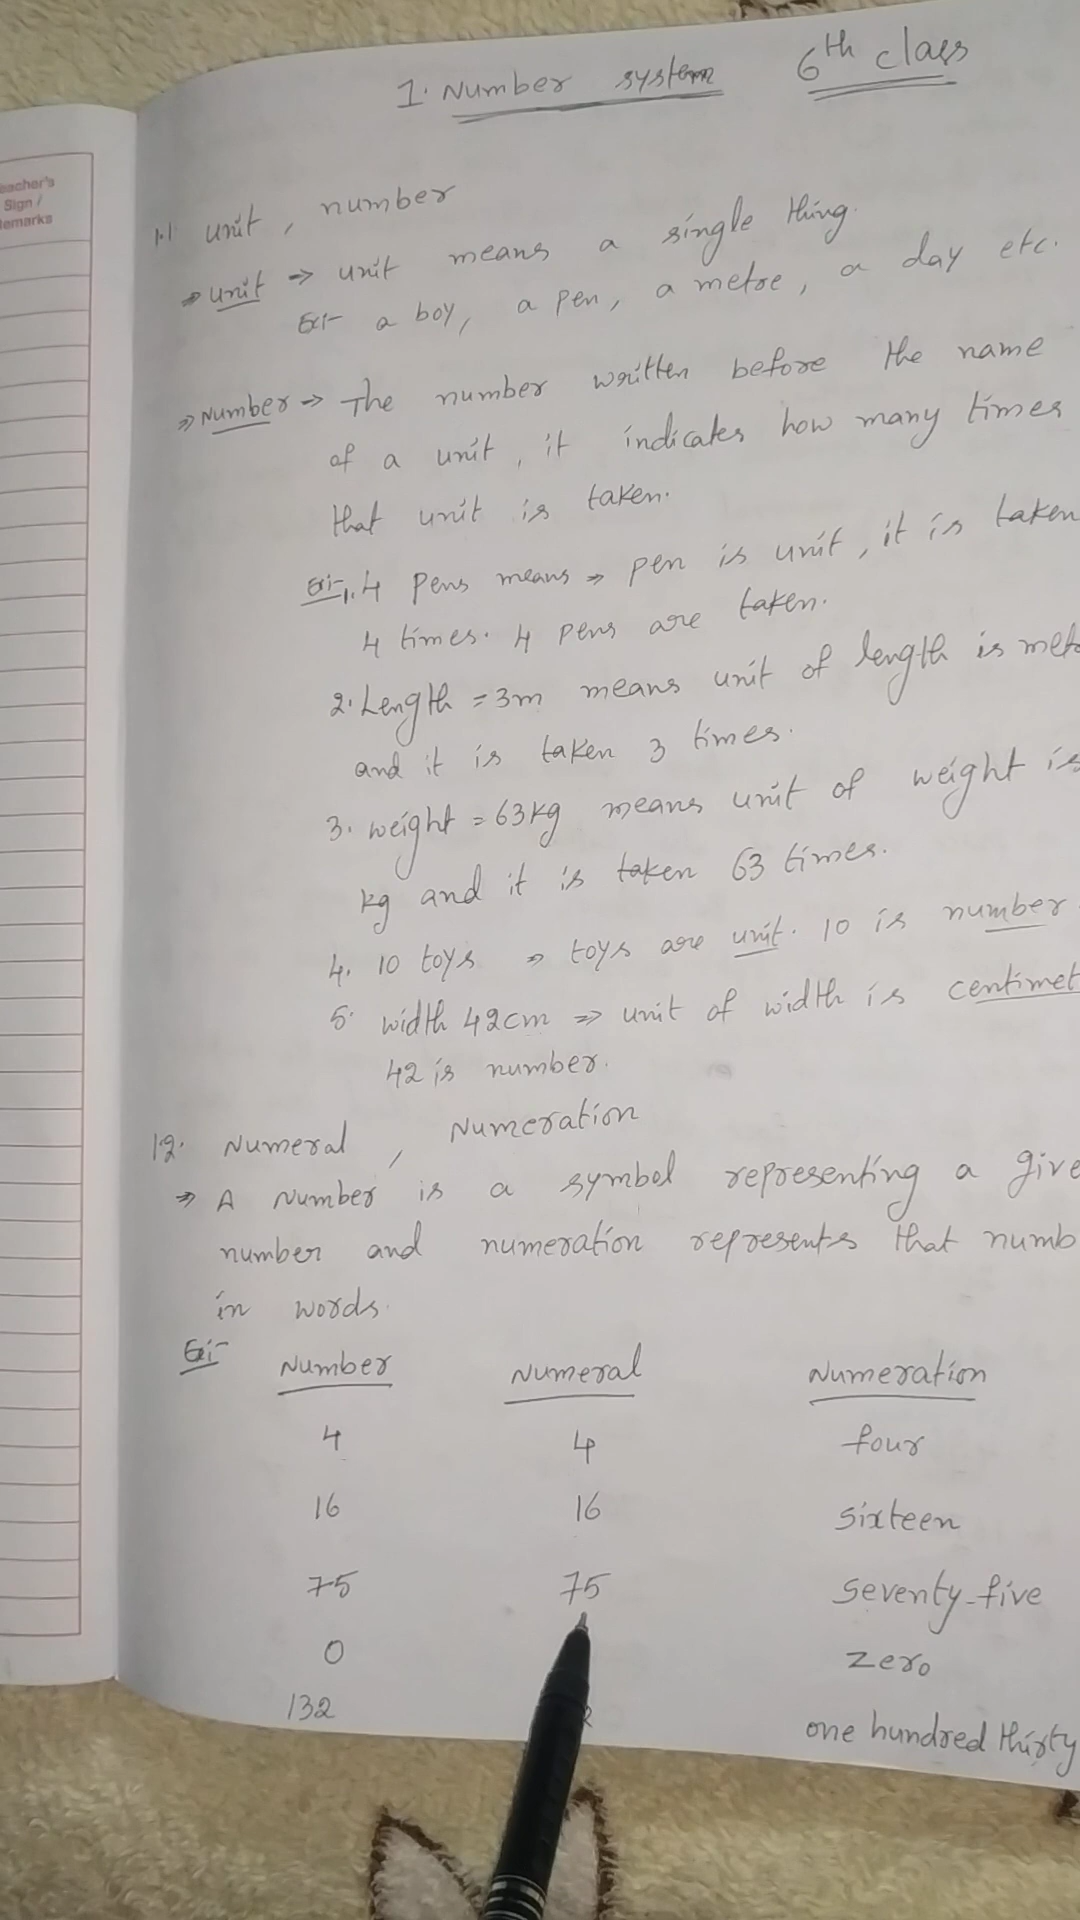 1. Number system 6th class
eacher's
Sign /
emarks
1.1 unit, number
⇒ unit → unit means a single thing.
Ex:- a boy, a pen, a metre, a day etc.
⇒ Number → The number written before the name
of a unit, it indicates how many times
that unit is taken.
Ex:- 1. 4 pens means ⇒ pen is unit, it is taken
4 times. 4 pens are taken.
2. Length = 3m means unit of length is met
and it is taken 3 times.
3. weight = 63kg means unit of weight is
kg and it is taken 63 times.
4. 10 toys ⇒ toys are unit. 10 is number.
5. width 42cm ⇒ unit of width is centimet
42 is number.
1.2. Numeral, Numeration
⇒ A Number is a symbol representing a give
number and numeration represents that numb
in words.
Ex:-
Number Numeral Numeration
4 4 four
16 16 sixteen
75 75 seventy-five
0 zero
132 2 one hundred thirty